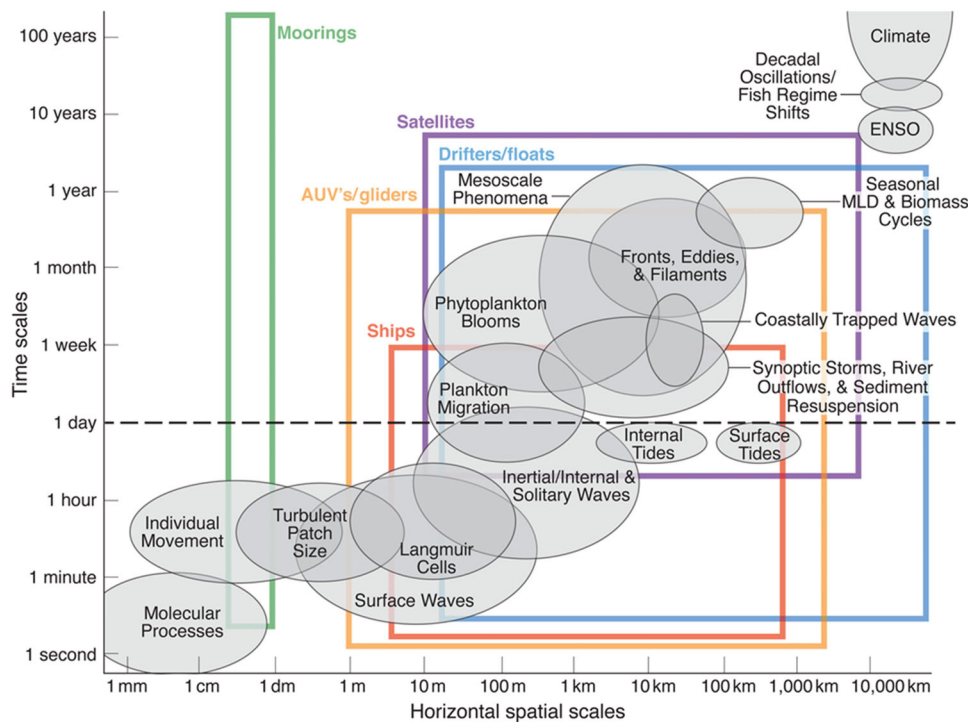 100 years
10 years
1 year
1 month
1 week
1 day
1 hour
1 minute
1 second
Time scales
Moorings
Climate
Decadal
Oscillations/
Fish Regime
Shifts
ENSO
Satellites
Drifters/floats
AUV's/gliders
Mesoscale
Phenomena
Seasonal
MLD & Biomass
Cycles
Fronts, Eddies,
& Filaments
Phytoplankton
Blooms
Coastally Trapped Waves
Ships
Synoptic Storms, River
Outflows, & Sediment
Resuspension
Plankton
Migration
Internal
Tides
Surface
Tides
Inertial/Internal &
Solitary Waves
Individual
Movement
Turbulent
Patch
Size
Langmuir
Cells
Surface Waves
Molecular
Processes
1 mm
1 cm
1 dm
1 m
10 m
100 m
1 km
10 km
100 km
1,000 km
10,000 km
Horizontal spatial scales